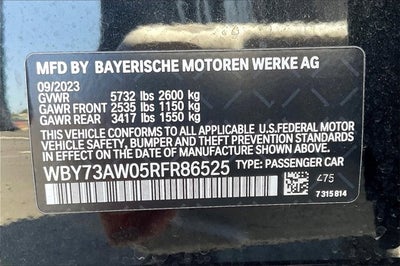 MFD BY BAYERISCHE MOTOREN WERKE AG
09/2023
GVWR 5732 lbs 2600 kg
GAWR FRONT 2535 lbs 1150 kg
GAWR REAR 3417 lbs 1550 kg
THIS VEHICLE CONFORMS TO ALL APPLICABLE U.S.FEDERAL MOTOR
VEHICLE SAFETY, BUMPER, AND THEFT PREVENTION STANDARDS
IN EFFECT ON THE DATE OF MANUFACTURE SHOWN ABOVE.
WBY73AW05RFR86525 TYPE: PASSENGER CAR
475
7 315 814